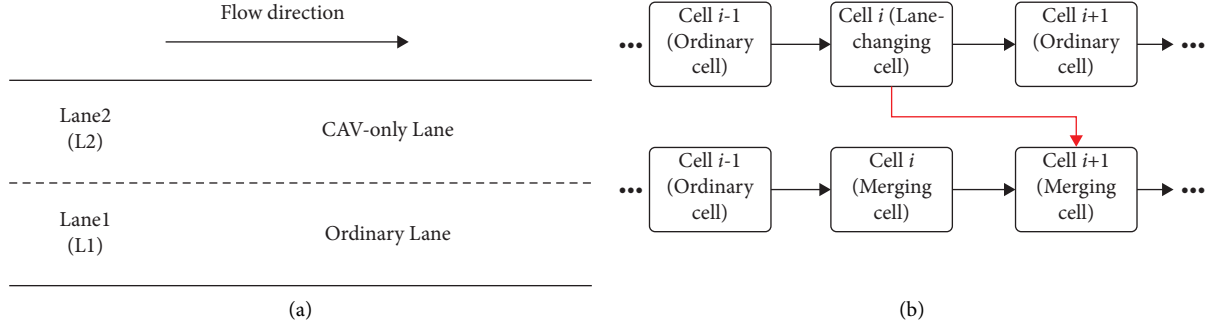 Flow direction
Lane2
(L2)
CAV-only Lane
Lane1
(L1)
Ordinary Lane
(a)
Cell i-1
(Ordinary
cell)
Cell i (Lane-
changing
cell)
Cell i+1
(Ordinary
cell)
Cell i-1
(Ordinary
cell)
Cell i
(Merging
cell)
Cell i+1
(Merging
cell)
(b)